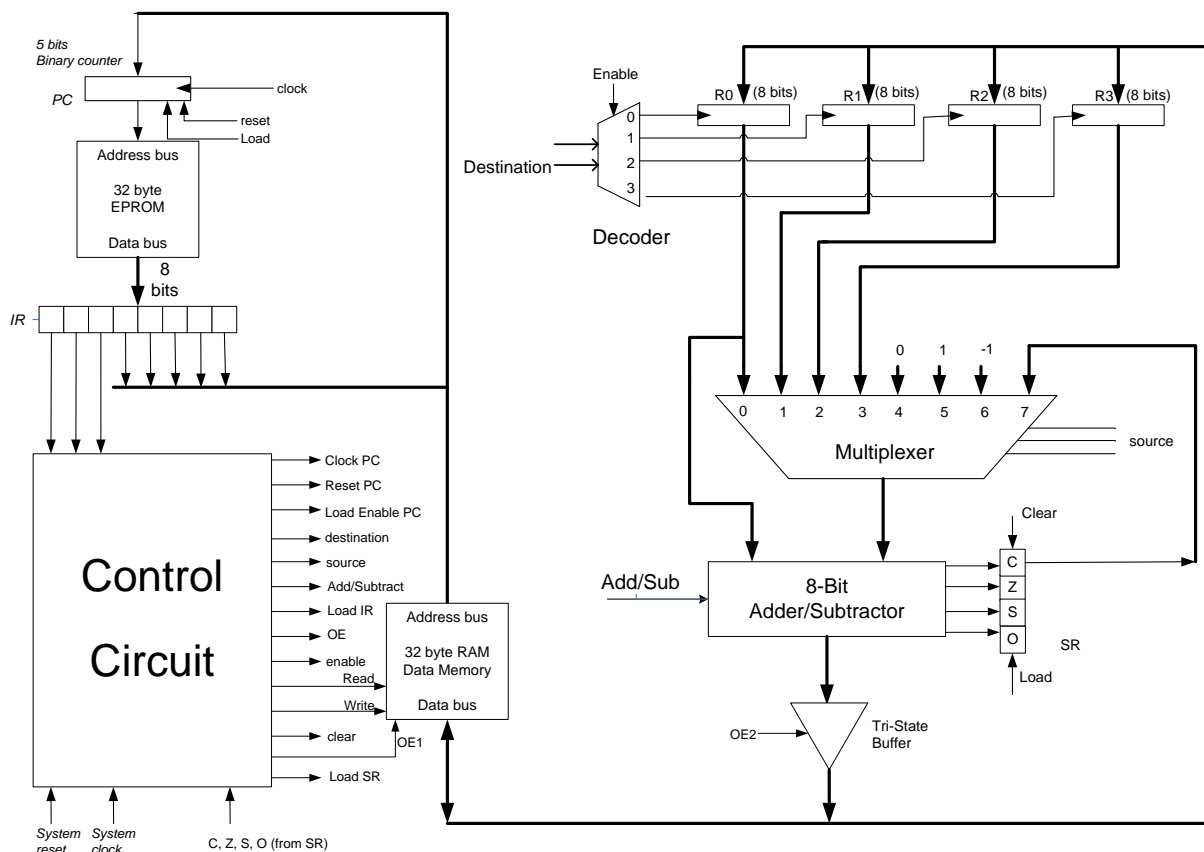 5 bits
Binary counter
PC
clock
reset
Load
Address bus
32 byte
EPROM
Data bus
8
bits
IR
Control
Circuit
Clock PC
Reset PC
Load Enable PC
destination
source
Add/Subtract
Load IR
OE
enable
Read
Write
clear
OE1
Load SR
System
reset
System
clock
C, Z, S, O (from SR)
Address bus
32 byte RAM
Data Memory
Data bus
Enable
Destination
0
1
2
3
Decoder
R0 (8 bits)
R1 (8 bits)
R2 (8 bits)
R3 (8 bits)
0 1 -1
0 1 2 3 4 5 6 7
Multiplexer
source
Clear
Add/Sub
8-Bit
Adder/Subtractor
C
Z
S
O
SR
Load
OE2
Tri-State
Buffer